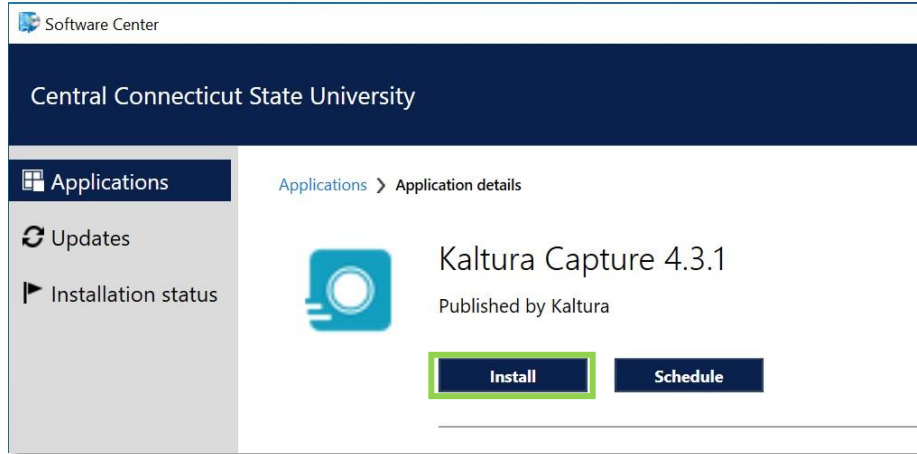 Software Center
Central Connecticut State University
Applications
Updates
Installation status
Applications > Application details
Kaltura Capture 4.3.1
Published by Kaltura
Install
Schedule